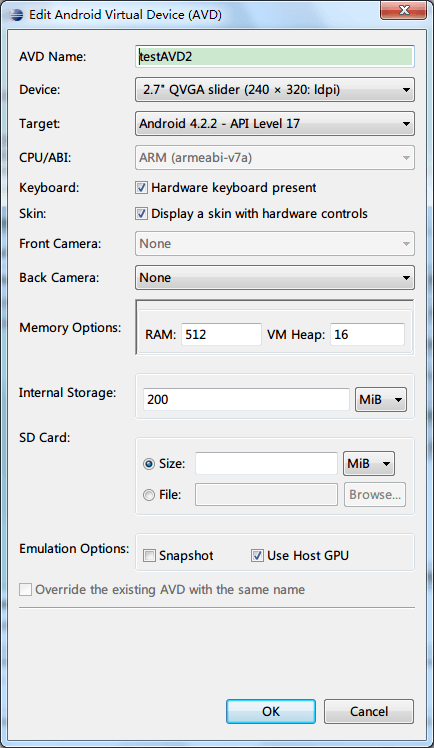 Edit Android Virtual Device (AVD)
AVD Name: testAVD2
Device: 2.7" QVGA slider (240 × 320: ldpi)
Target: Android 4.2.2 - API Level 17
CPU/ABI: ARM (armeabi-v7a)
Keyboard: Hardware keyboard present
Skin: Display a skin with hardware controls
Front Camera: None
Back Camera: None
Memory Options: RAM: 512 VM Heap: 16
Internal Storage: 200 MiB
SD Card:
Size: MiB
File: Browse...
Emulation Options: Snapshot Use Host GPU
Override the existing AVD with the same name
OK Cancel